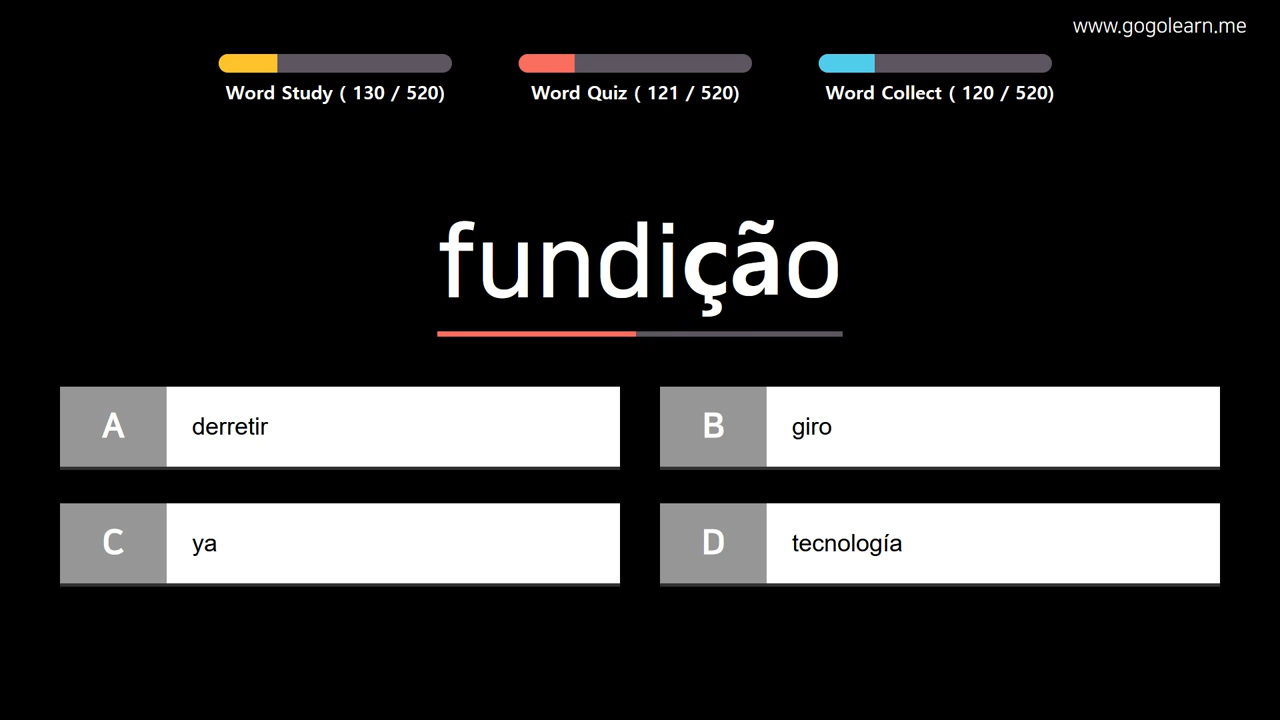 www.gogolearn.me
Word Study ( 130 / 520)
Word Quiz ( 121 / 520)
Word Collect ( 120 / 520)
fundição
A derretir
B giro
C ya
D tecnología